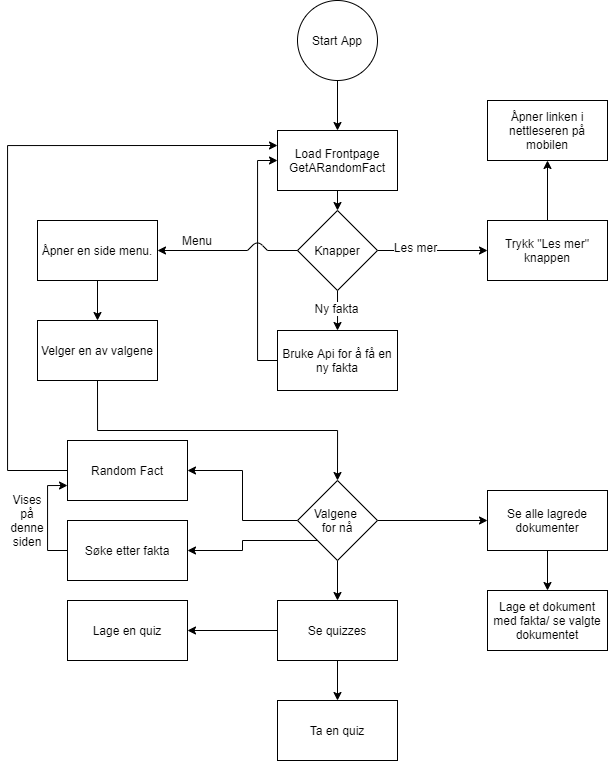 Start App
Load Frontpage
GetARandomFact
Åpner linken i
nettleseren på
mobilen
Menu
Åpner en side menu.
Knapper
Les mer
Trykk "Les mer"
knappen
Ny fakta
Velger en av valgene
Bruke Api for å få en
ny fakta
Random Fact
Vises
på
denne
siden
Søke etter fakta
Valgene
for nå
Se alle lagrede
dokumenter
Lage en quiz
Se quizzes
Lage et dokument
med fakta/ se valgte
dokumentet
Ta en quiz